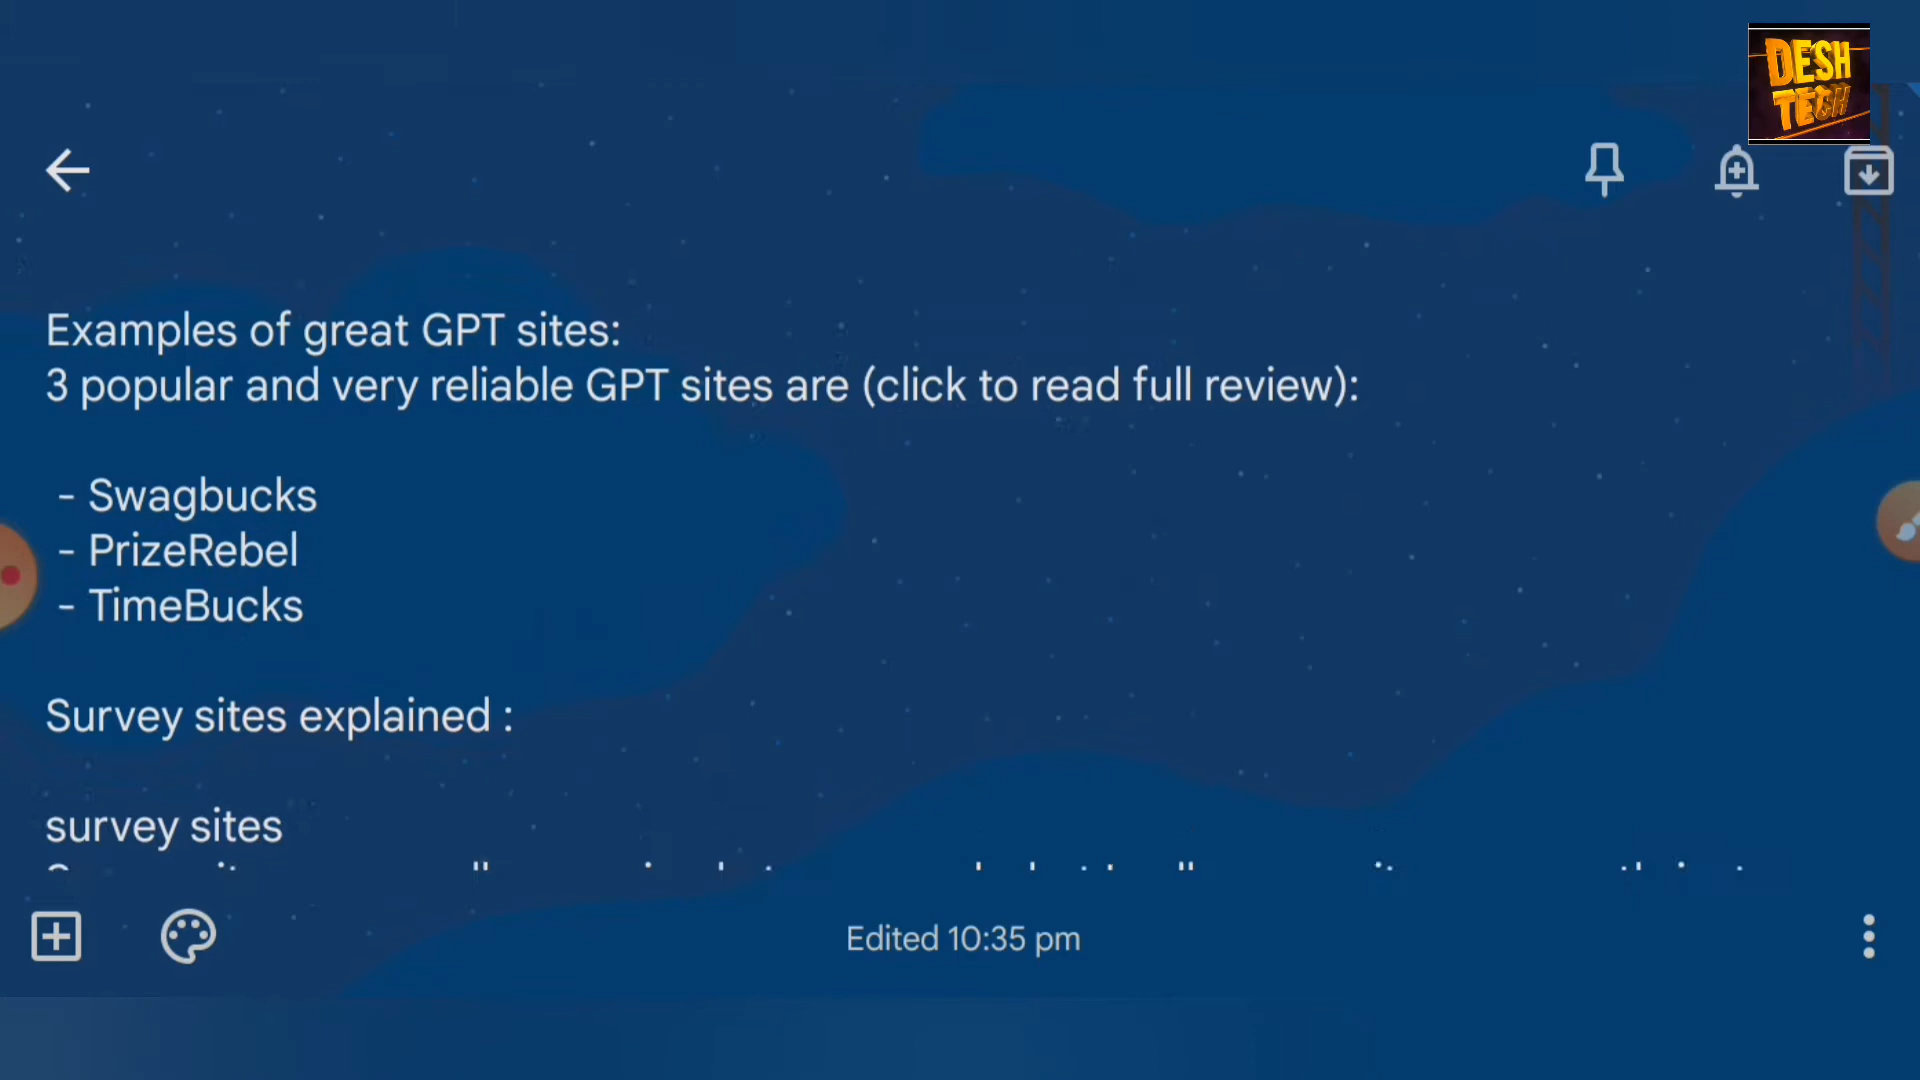 DESH
TECH
Examples of great GPT sites:
3 popular and very reliable GPT sites are (click to read full review):
- Swagbucks
- PrizeRebel
- TimeBucks
Survey sites explained :
survey sites
Edited 10:35 pm